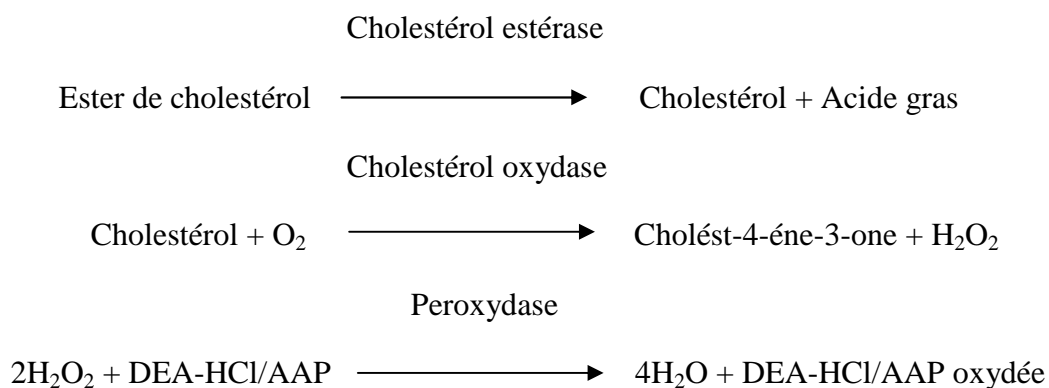 Cholestérol estérase
Ester de cholestérol Cholestérol + Acide gras
Cholestérol oxydase
Cholestérol + O₂ Cholést-4-éne-3-one + H₂O₂
Peroxydase
2H₂O₂ + DEA-HCl/AAP 4H₂O + DEA-HCl/AAP oxydée